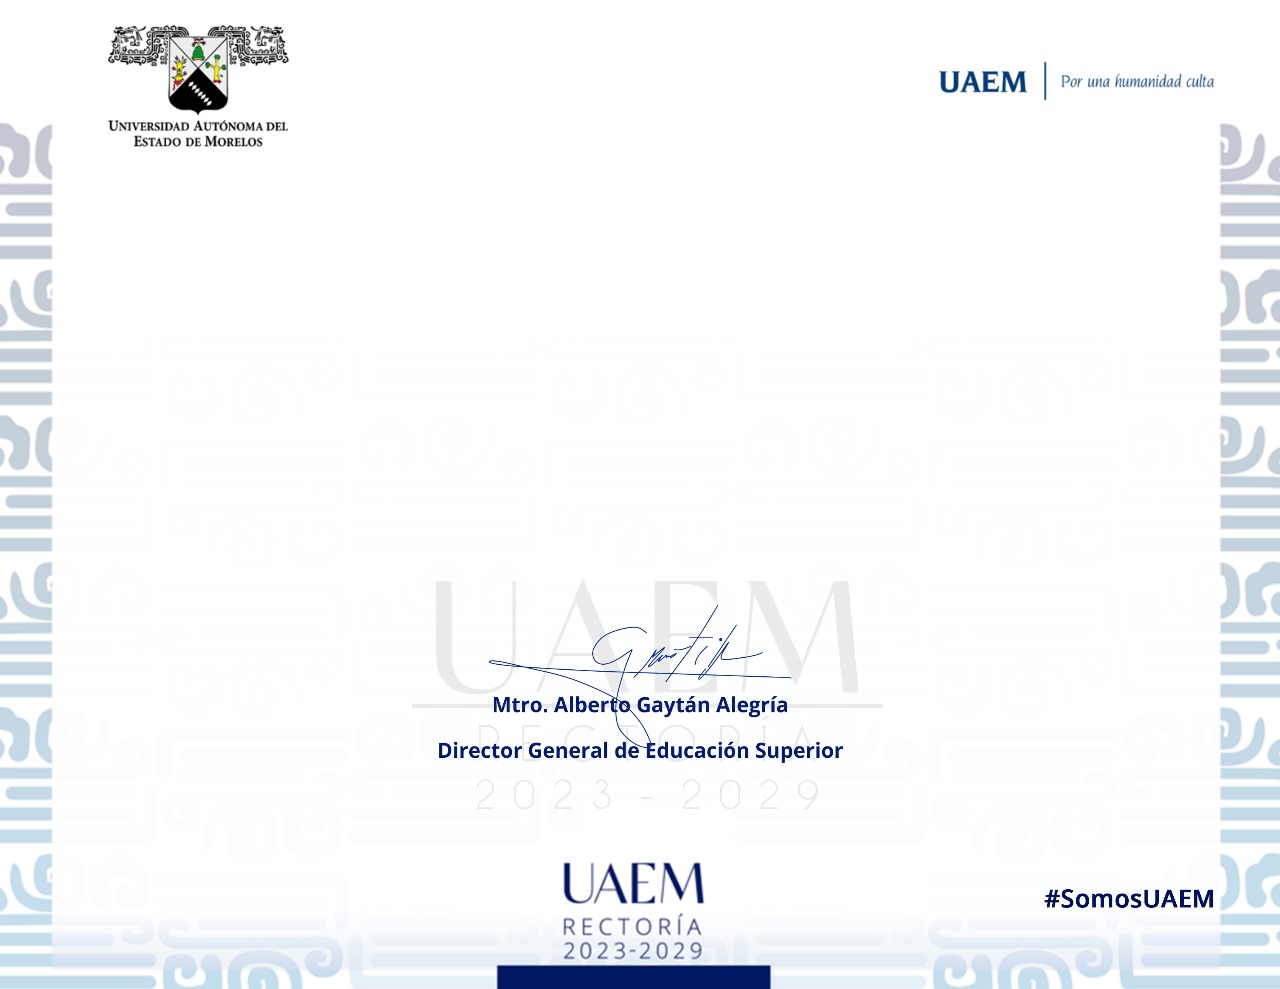 UNIVERSIDAD AUTÓNOMA DEL
ESTADO DE MORELOS
UAEM | Por una humanidad culta
UAEM
RECTORÍA
2023 - 2029
Mtro. Alberto Gaytán Alegría
Director General de Educación Superior
UAEM
RECTORÍA
2023-2029
#SomosUAEM